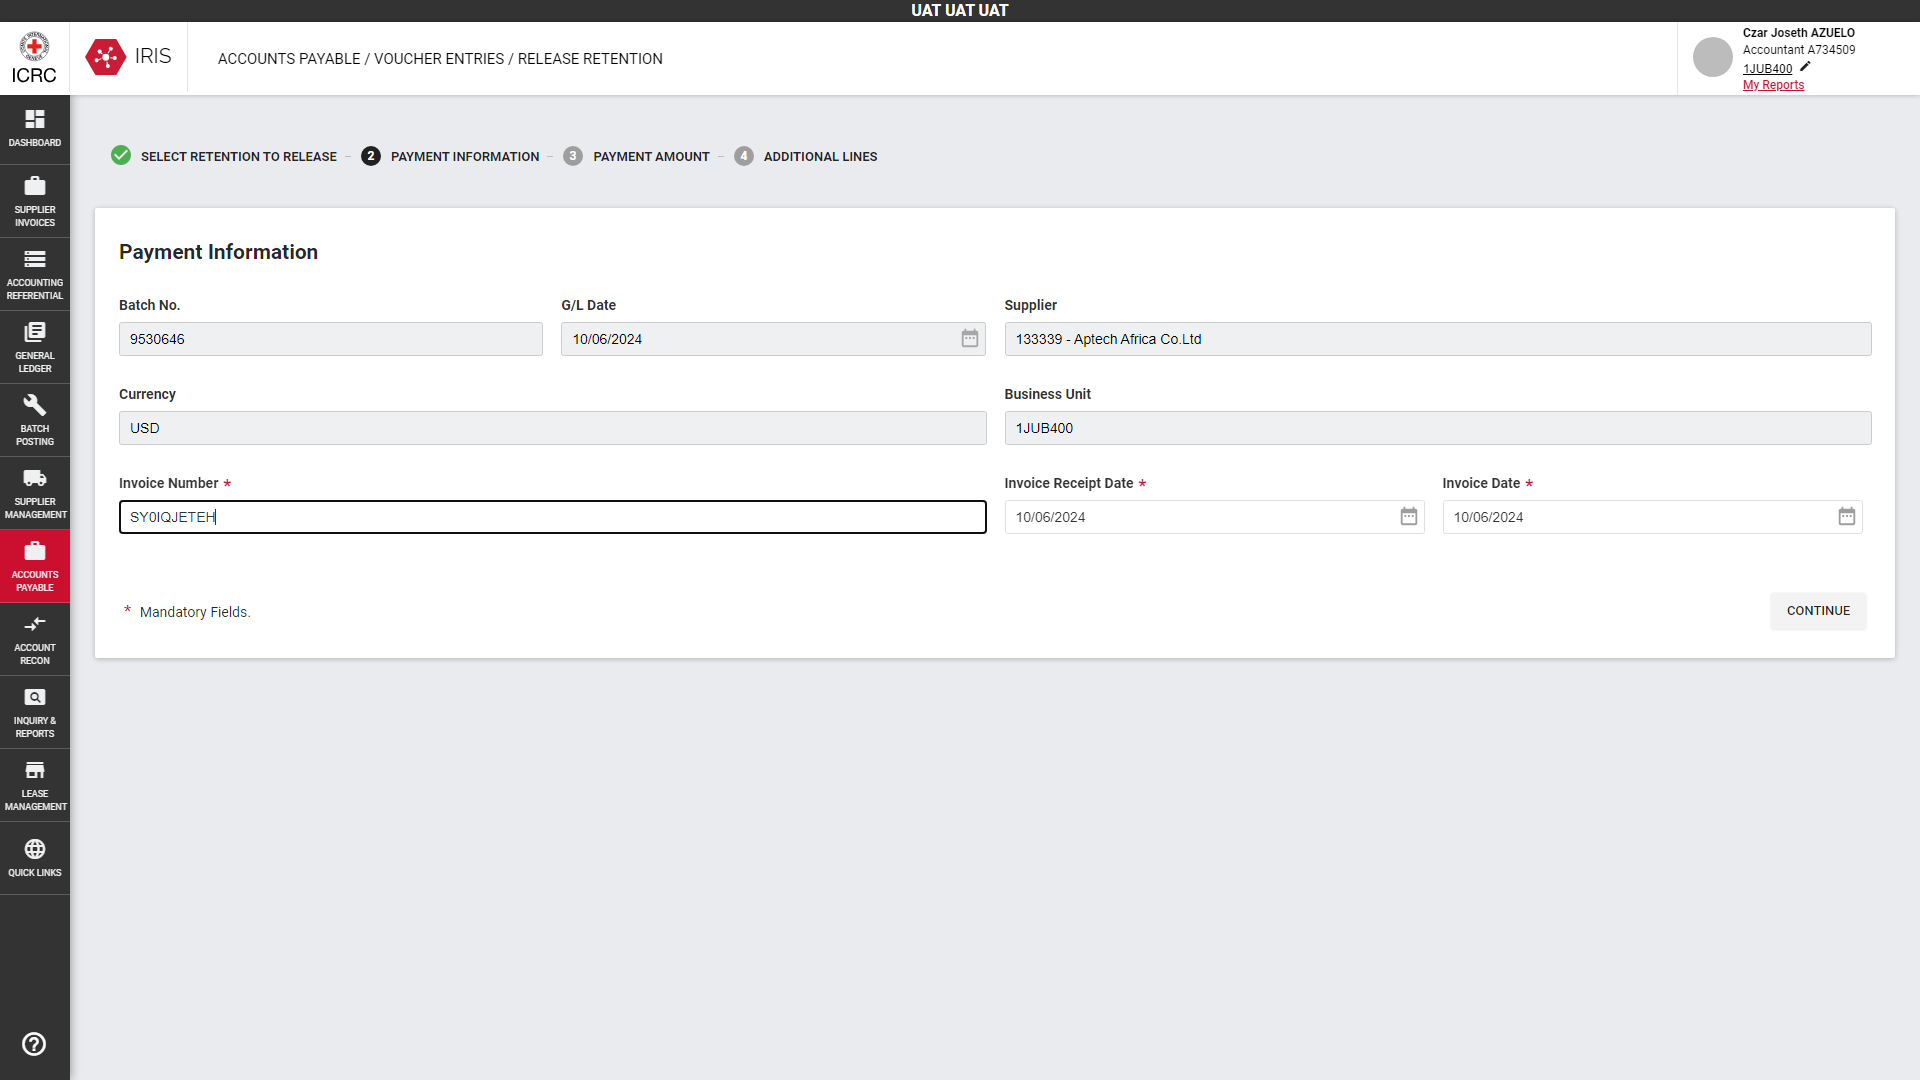 UAT UAT UAT
ICRC
IRIS
ACCOUNTS PAYABLE / VOUCHER ENTRIES / RELEASE RETENTION
Czar Joseth AZUELO
Accountant A734509
1JUB400
My Reports
DASHBOARD
SUPPLIER
INVOICES
ACCOUNTING
REFERENTIAL
GENERAL
LEDGER
BATCH
POSTING
SUPPLIER
MANAGEMENT
ACCOUNTS
PAYABLE
ACCOUNT
RECON
INQUIRY &
REPORTS
LEASE
MANAGEMENT
QUICK LINKS
SELECT RETENTION TO RELEASE – 2 PAYMENT INFORMATION – 3 PAYMENT AMOUNT – 4 ADDITIONAL LINES
Payment Information
Batch No. G/L Date Supplier
9530646 10/06/2024 133339 - Aptech Africa Co.Ltd
Currency Business Unit
USD 1JUB400
Invoice Number * Invoice Receipt Date * Invoice Date *
SY0IQJETEH 10/06/2024 10/06/2024
* Mandatory Fields.
CONTINUE